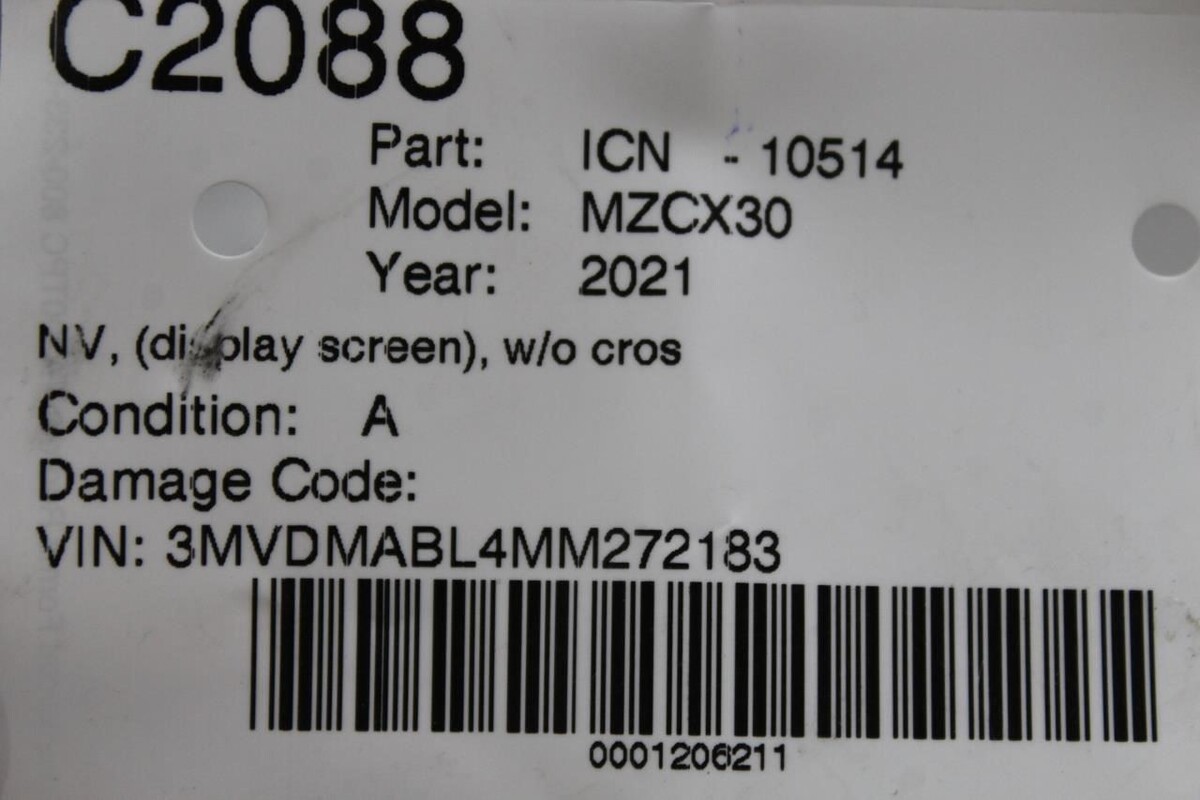 C2088
Part: ICN - 10514
Model: MZCX30
Year: 2021
NV, (display screen), w/o cros
Condition: A
Damage Code:
VIN: 3MVDMABL4MM272183
0001206211